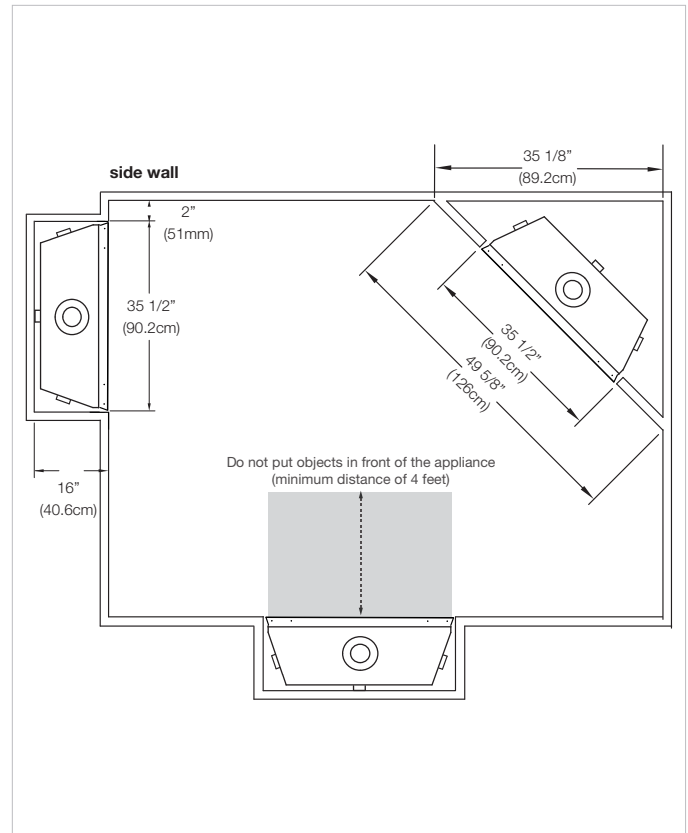 35 1/8”
(89.2cm)
side wall
2”
(51mm)
35 1/2”
(90.2cm)
35 1/2”
(90.2cm)
49 5/8”
(126cm)
Do not put objects in front of the appliance
(minimum distance of 4 feet)
16”
(40.6cm)